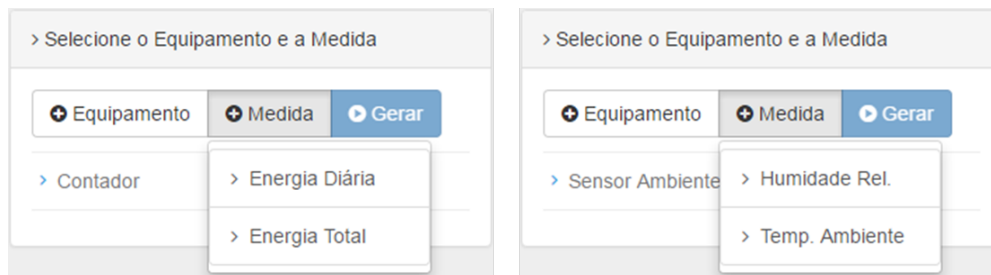 Selecione o Equipamento e a Medida
Equipamento Medida Gerar
Contador
Energia Diária
Energia Total
Selecione o Equipamento e a Medida
Equipamento Medida Gerar
Sensor Ambiente
Humidade Rel.
Temp. Ambiente